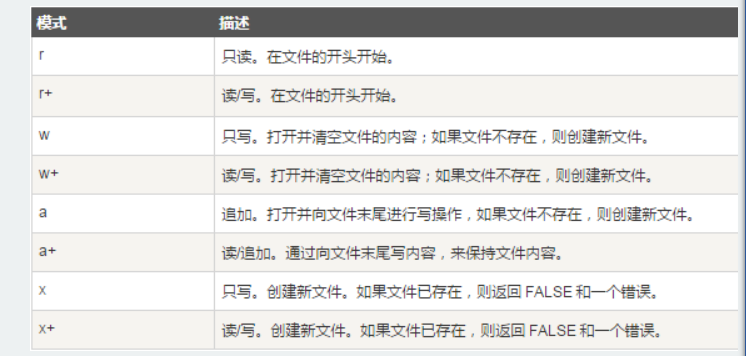 模式 描述
r 只读。在文件的开头开始。
r+ 读/写。在文件的开头开始。
w 只写。打开并清空文件的内容；如果文件不存在，则创建新文件。
w+ 读/写。打开并清空文件的内容；如果文件不存在，则创建新文件。
a 追加。打开并向文件末尾进行写操作，如果文件不存在，则创建新文件。
a+ 读/追加。通过向文件末尾写内容，来保持文件内容。
x 只写。创建新文件。如果文件已存在，则返回 FALSE 和一个错误。
x+ 读/写。创建新文件。如果文件已存在，则返回 FALSE 和一个错误。